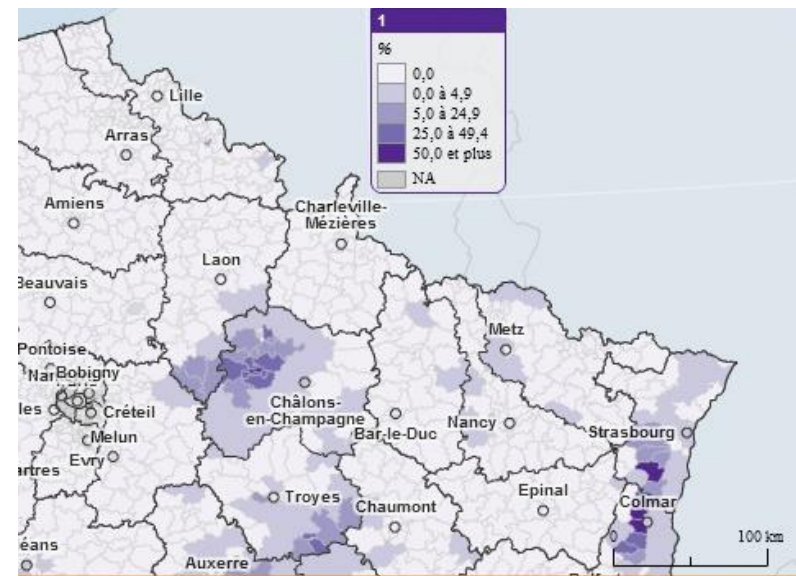 1
%
0,0
0,0 à 4,9
5,0 à 24,9
25,0 à 49,4
50,0 et plus
NA
Lille
Arras
Amiens
Charleville-
Mézières
Laon
Beauvais
Metz
Pontoise
Bobigny
Créteil
Châlons-
en-Champagne
Bar-le-Duc
Nancy
Strasbourg
Melun
Evry
Troyes
Chaumont
Epinal
Colmar
Auxerre
0
100 km